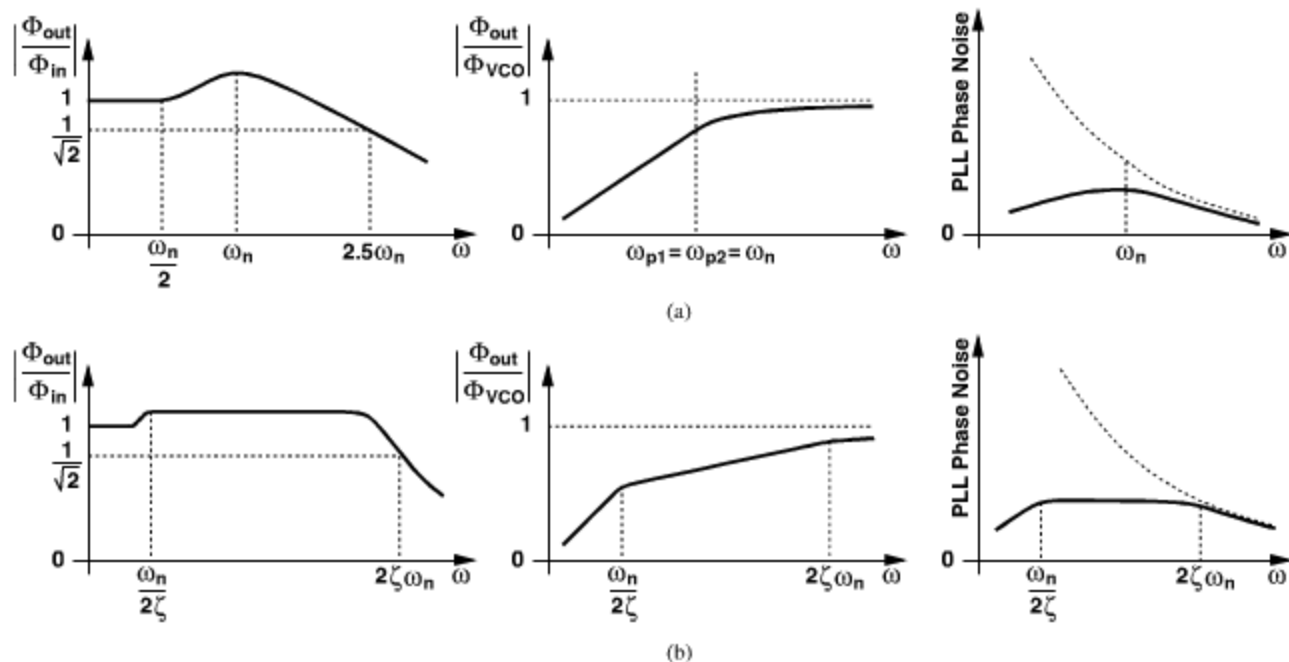 |Φout/Φin|
1
1/√2
0
ωn/2
ωn
2.5ωn
ω
|Φout/ΦVCO|
1
0
ωp1 = ωp2 = ωn
ω
PLL Phase Noise
0
ωn
ω
(a)
|Φout/Φin|
1
1/√2
0
ωn/2ζ
2ζωn
ω
|Φout/ΦVCO|
1
0
ωn/2ζ
2ζωn
ω
PLL Phase Noise
0
ωn/2ζ
2ζωn
ω
(b)